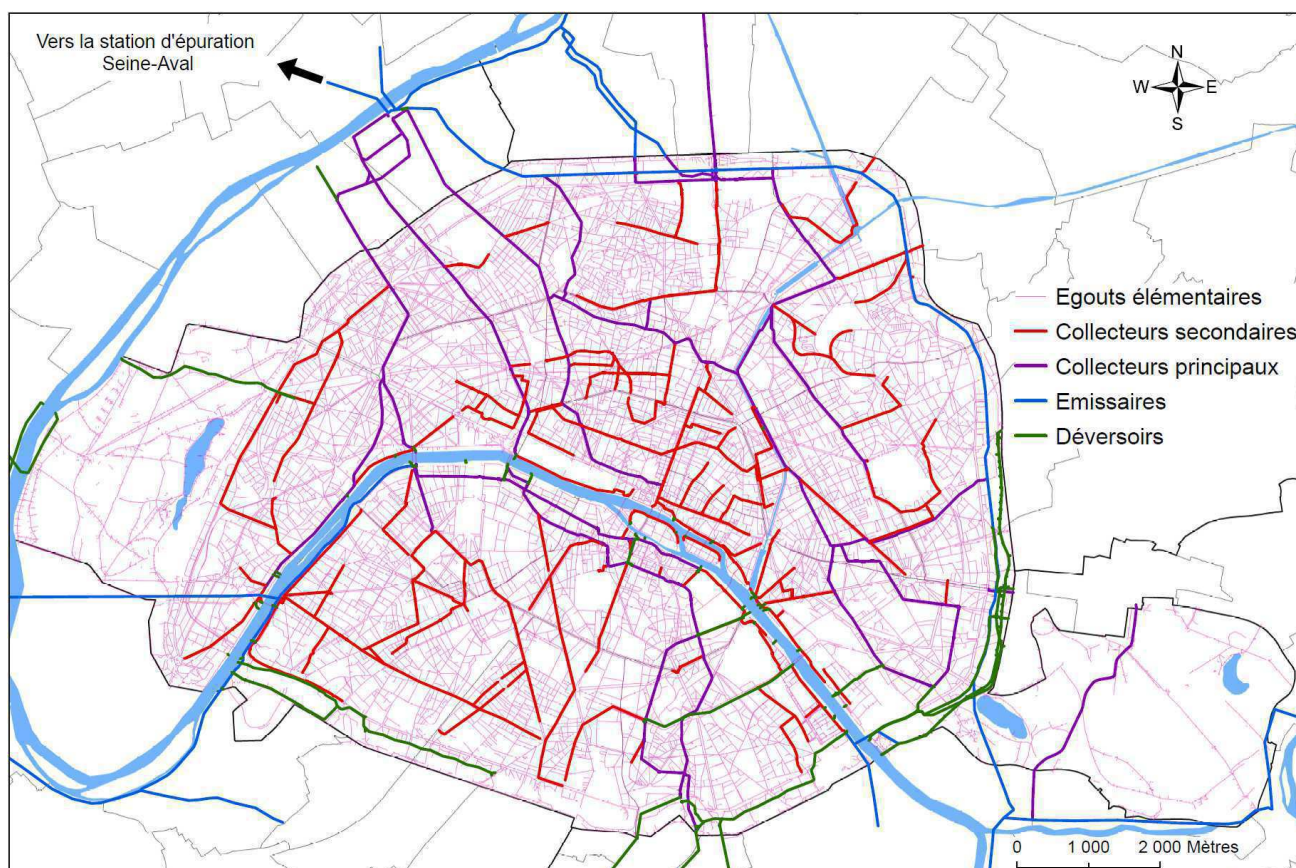 Vers la station d'épuration
Seine-Aval
N
W E
S
Egouts élémentaires
Collecteurs secondaires
Collecteurs principaux
Emissaires
Déversoirs
0 1 000 2 000 Mètres